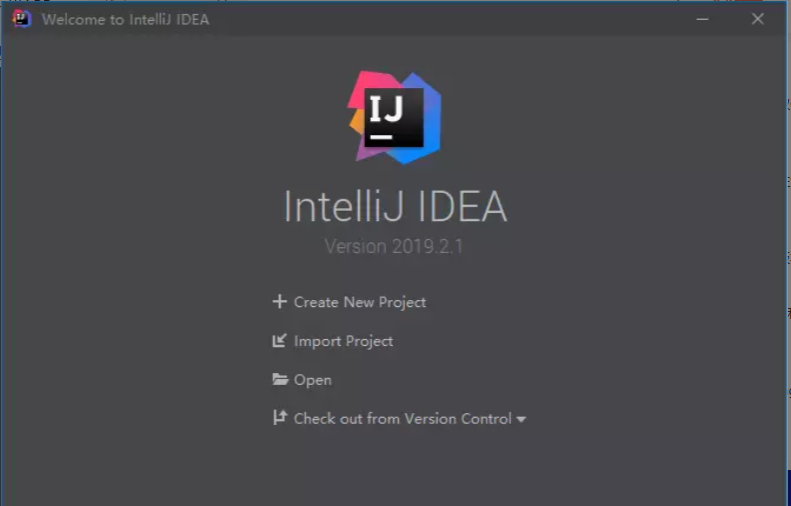 Welcome to IntelliJ IDEA
IJ
IntelliJ IDEA
Version 2019.2.1
Create New Project
Import Project
Open
Check out from Version Control